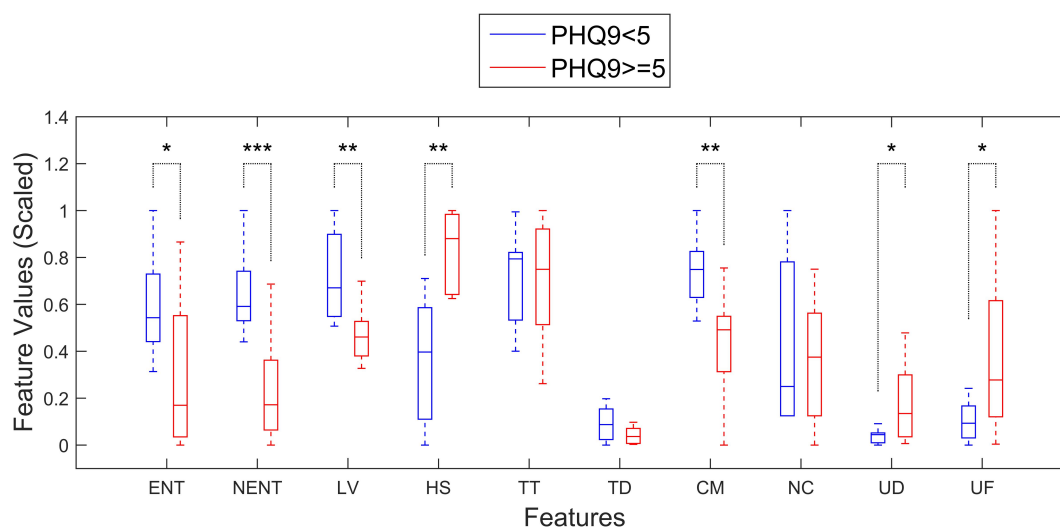 PHQ9<5
PHQ9>=5
Feature Values (Scaled)
1.4
1.2
1
0.8
0.6
0.4
0.2
0
* *** ** ** ** * *
ENT NENT LV HS TT TD CM NC UD UF
Features